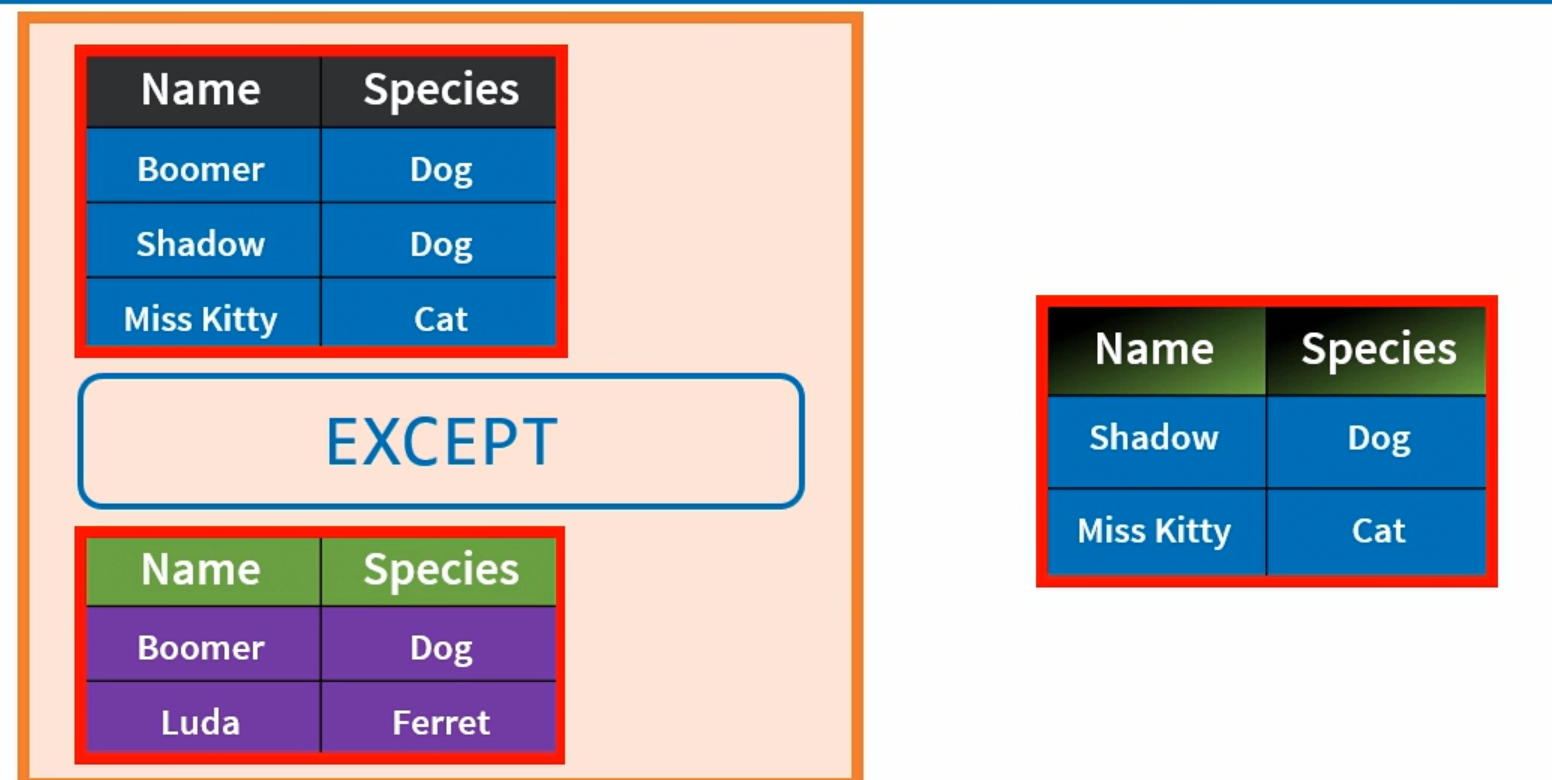 Name Species
Boomer Dog
Shadow Dog
Miss Kitty Cat
EXCEPT
Name Species
Boomer Dog
Luda Ferret
Name Species
Shadow Dog
Miss Kitty Cat